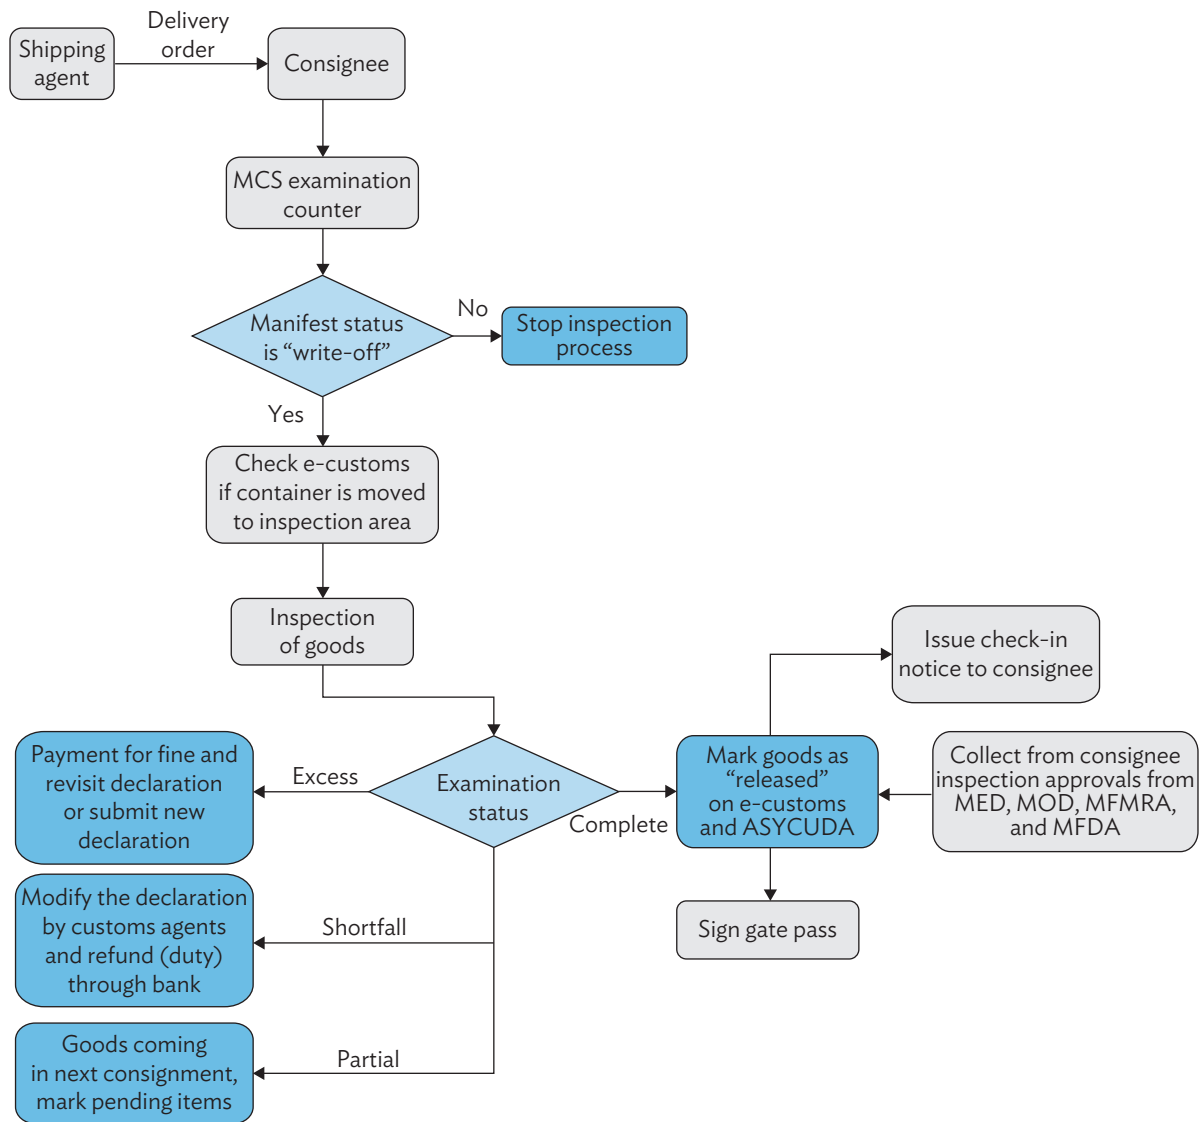 Delivery
order
Shipping
agent
Consignee
MCS examination
counter
Manifest status
is “write-off”
No
Stop inspection
process
Yes
Check e-customs
if container is moved
to inspection area
Inspection
of goods
Issue check-in
notice to consignee
Payment for fine and
revisit declaration
or submit new
declaration
Excess
Examination
status
Complete
Mark goods as
“released”
on e-customs
and ASYCUDA
Collect from consignee
inspection approvals from
MED, MOD, MFMRA,
and MFDA
Modify the declaration
by customs agents
and refund (duty)
through bank
Shortfall
Sign gate pass
Goods coming
in next consignment,
mark pending items
Partial